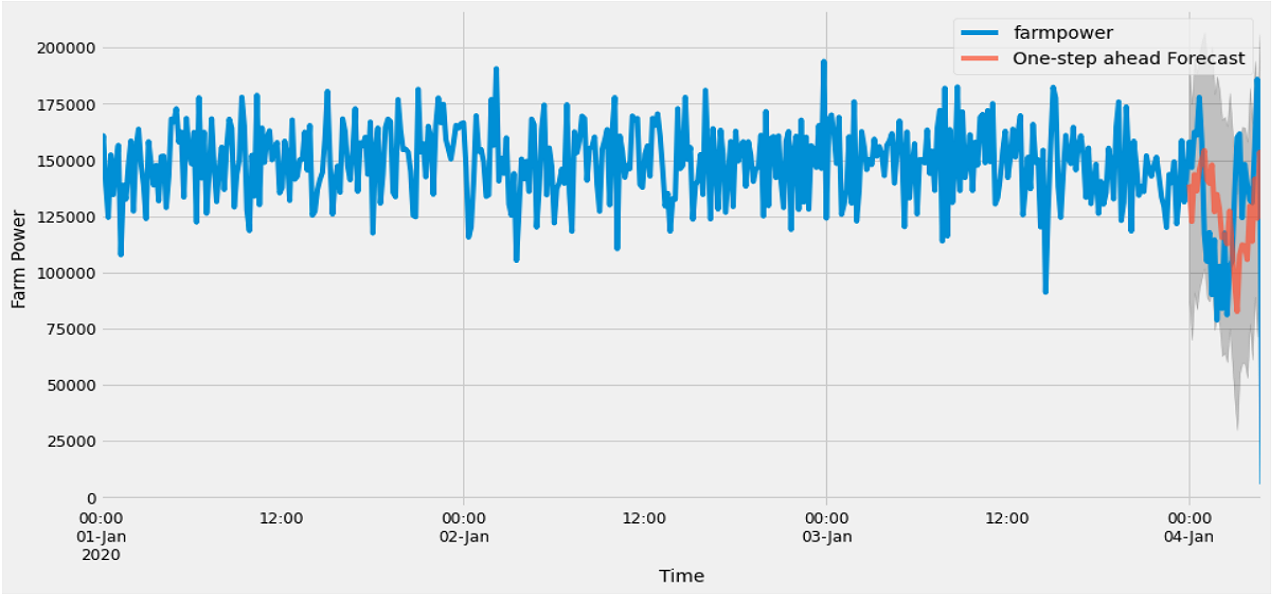 farmpower
One-step ahead Forecast
Farm Power
200000
175000
150000
125000
100000
75000
50000
25000
0
00:00 12:00 00:00 12:00 00:00 12:00 00:00
01-Jan 02-Jan 03-Jan 04-Jan
2020
Time